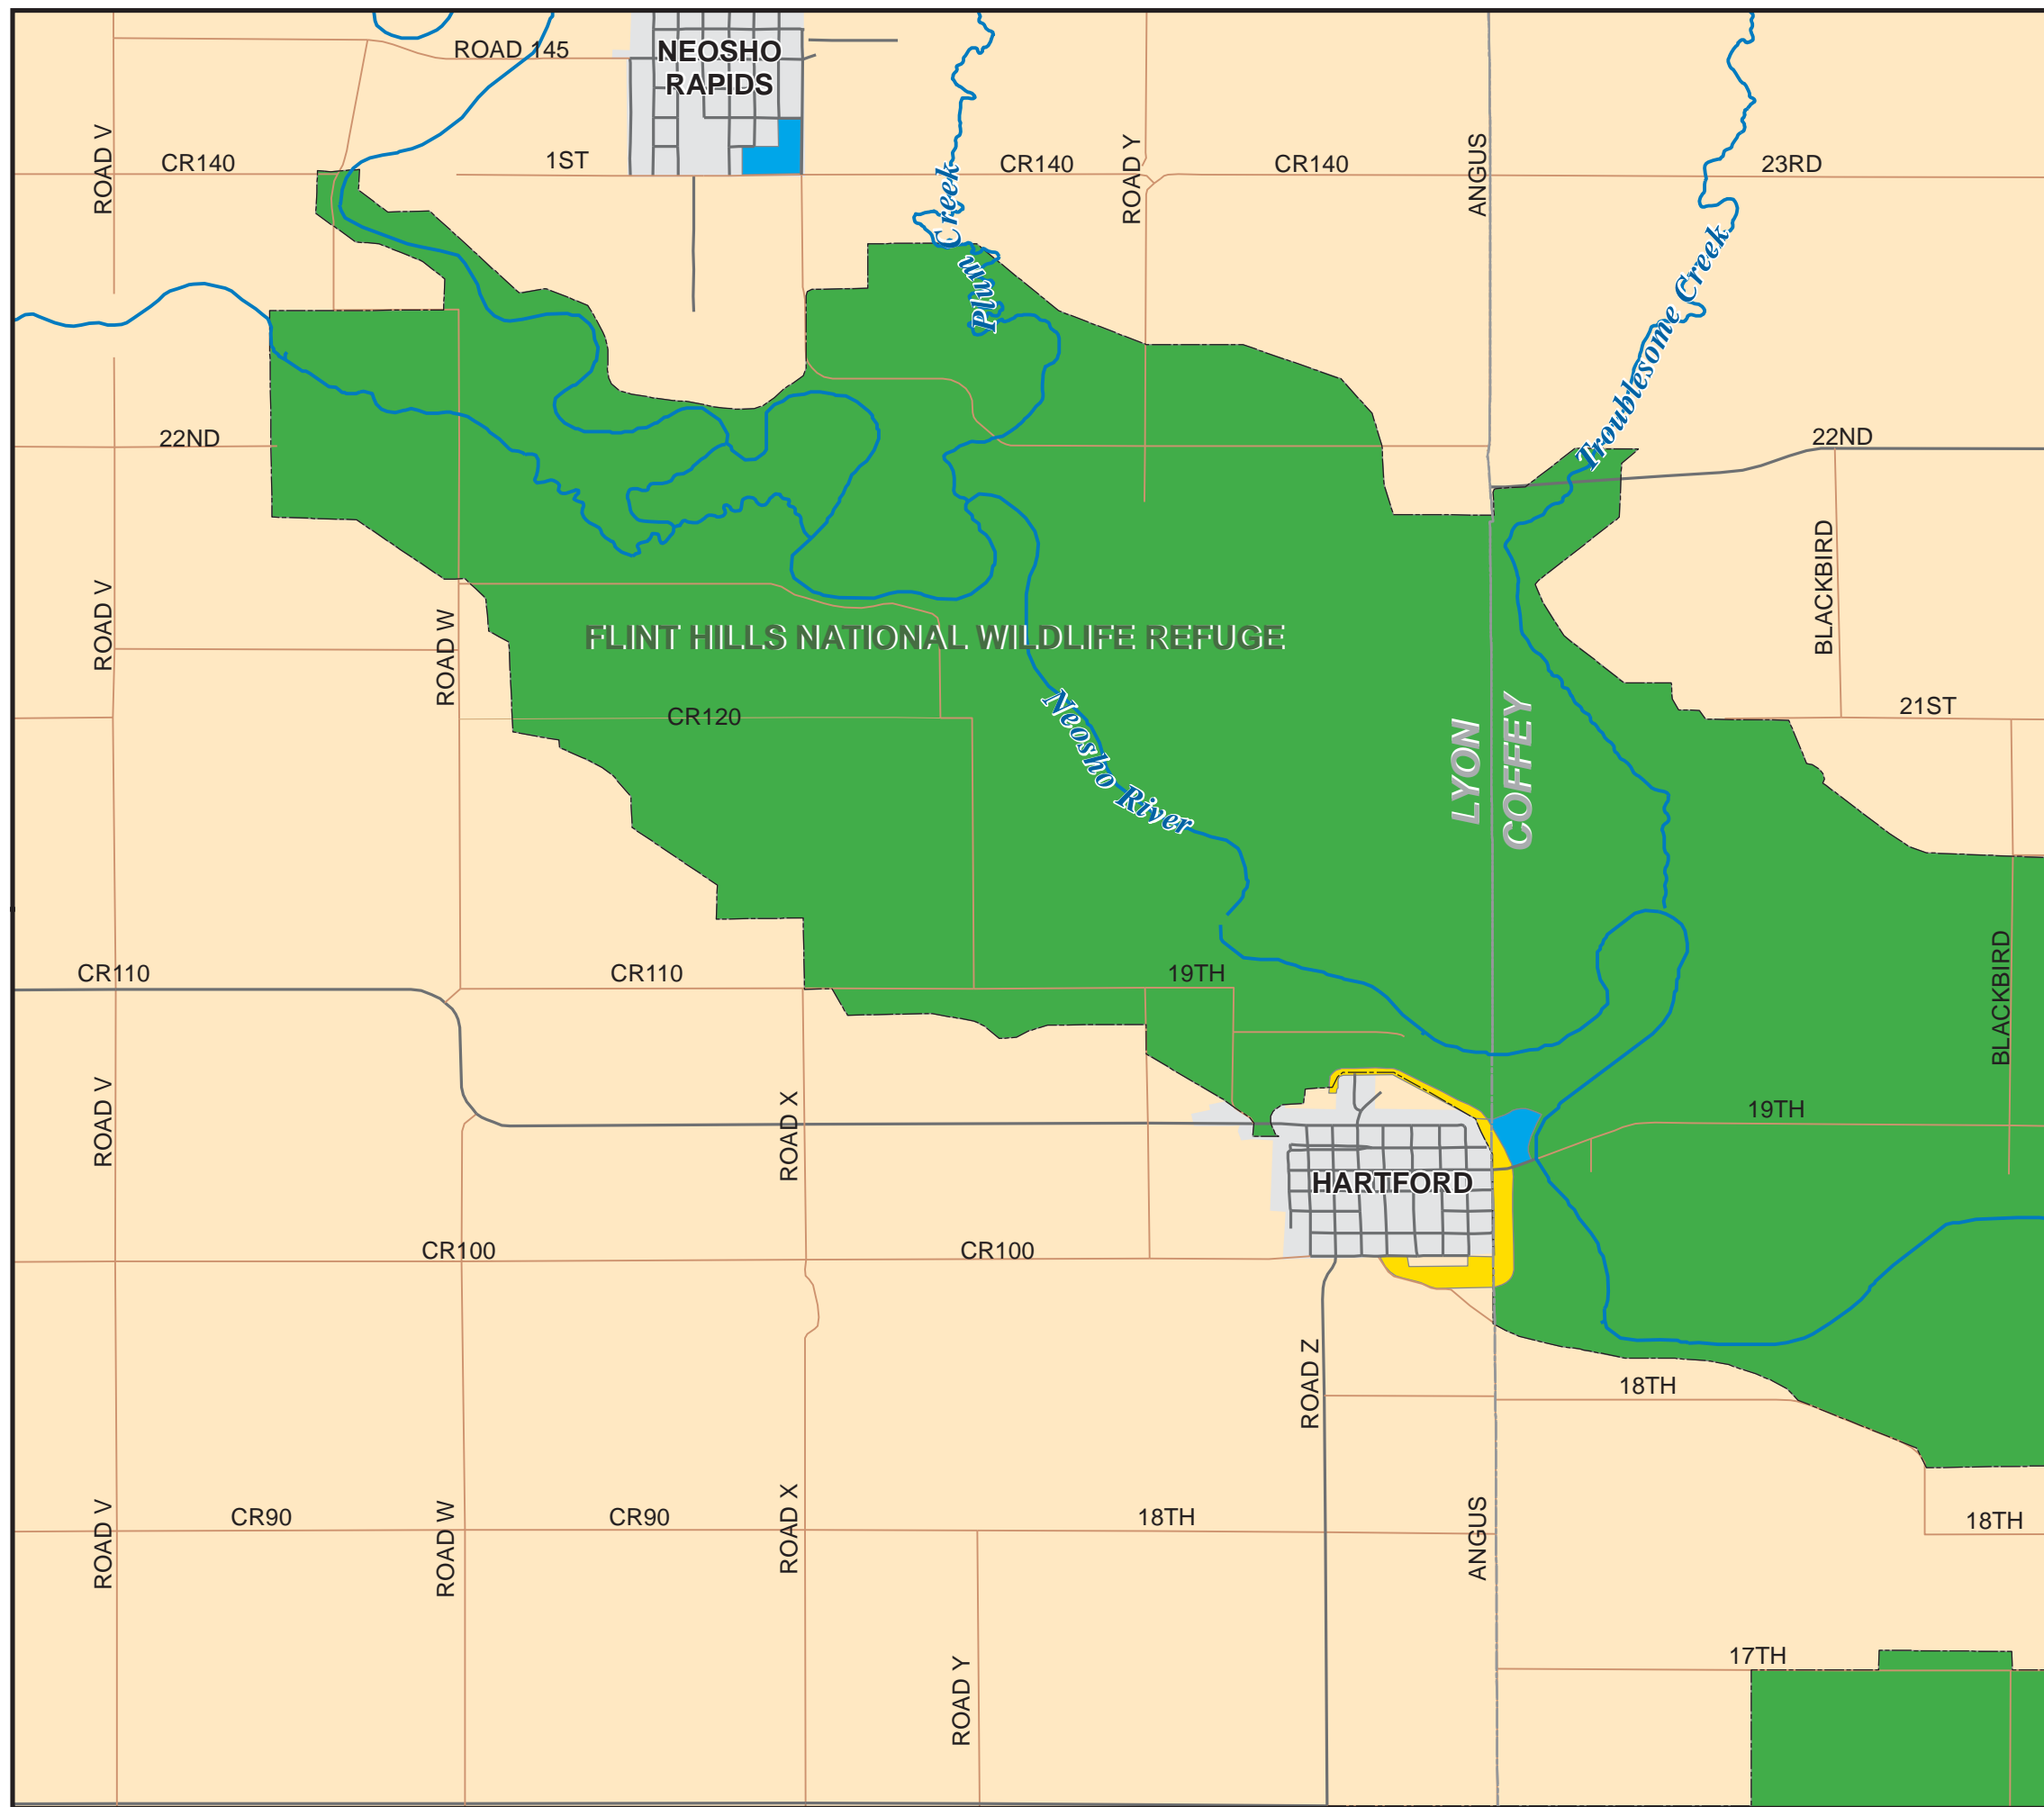 ROAD 145
NEOSHO
RAPIDS
ROAD V
CR140
1ST
Plum Creek
CR140
ROAD Y
CR140
ANGUS
23RD
Troublesome Creek
22ND
22ND
BLACKBIRD
ROAD V
ROAD W
FLINT HILLS NATIONAL WILDLIFE REFUGE
CR120
Neosho River
LYON
COFFEY
21ST
CR110
CR110
19TH
BLACKBIRD
ROAD V
ROAD X
19TH
HARTFORD
CR100
CR100
ROAD Z
18TH
ROAD V
CR90
ROAD W
CR90
ROAD X
18TH
ANGUS
18TH
ROAD Y
17TH